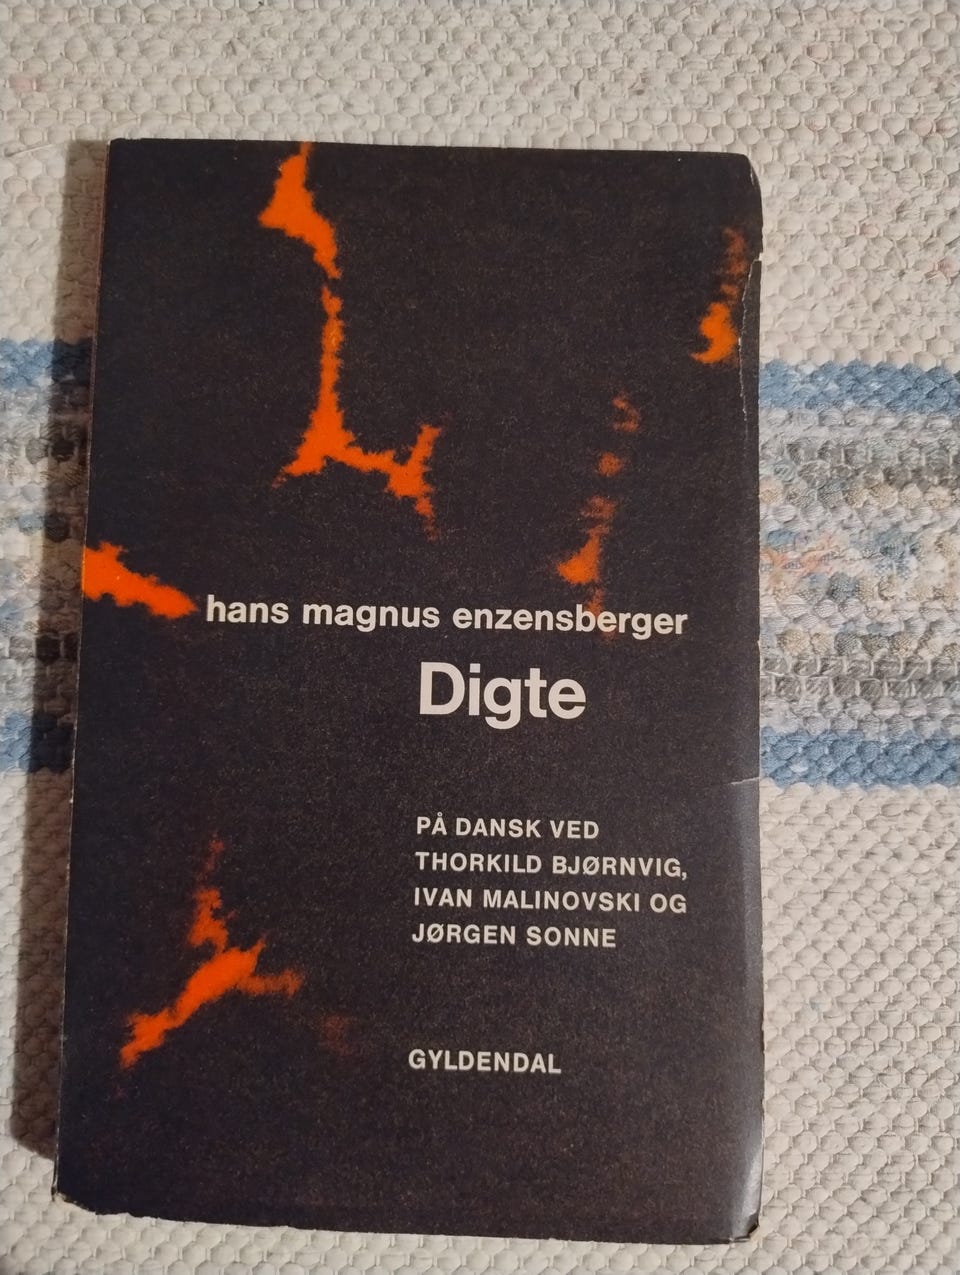 hans magnus enzensberger
Digte
PÅ DANSK VED
THORKILD BJØRNVIG,
IVAN MALINOVSKI OG
JØRGEN SONNE
GYLDENDAL